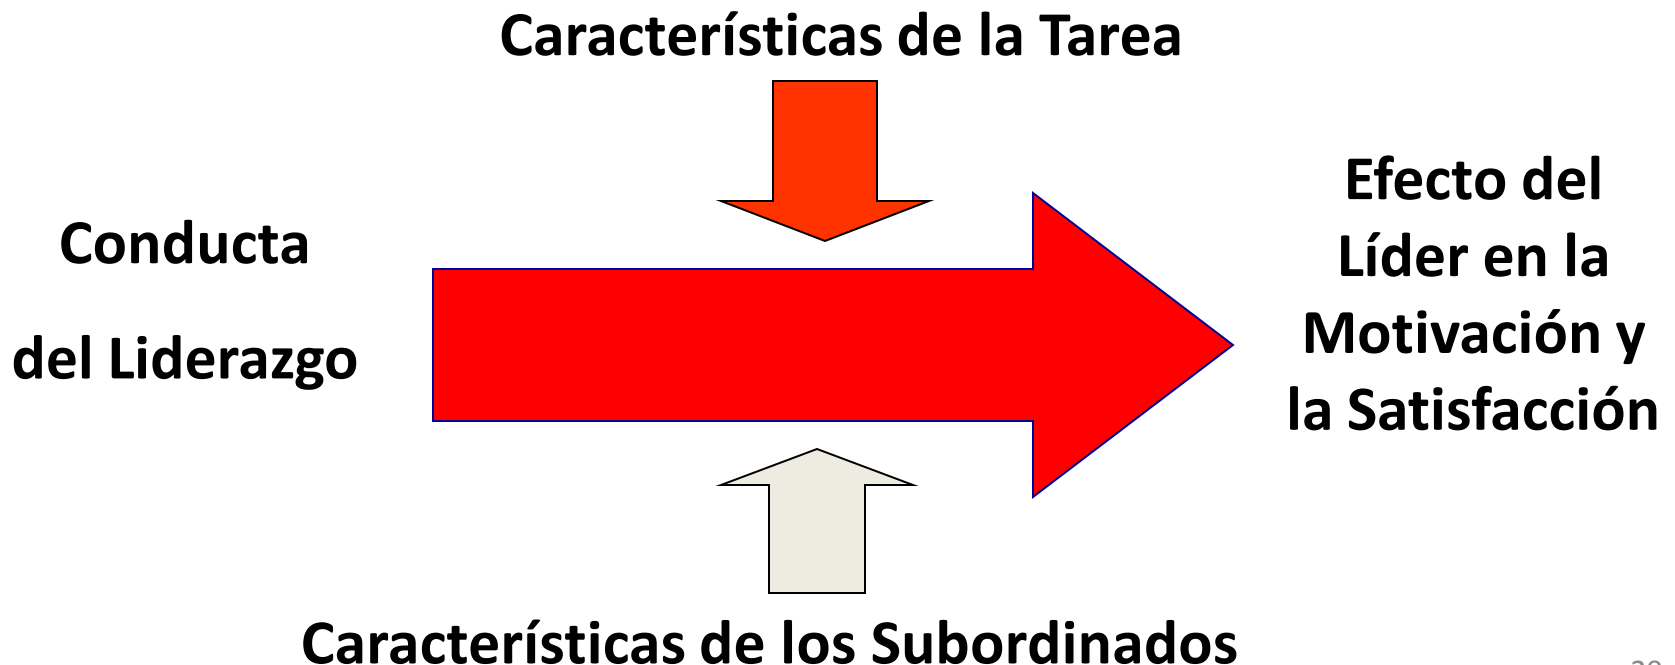 Características de la Tarea
Conducta
del Liderazgo
Efecto del
Líder en la
Motivación y
la Satisfacción
Características de los Subordinados